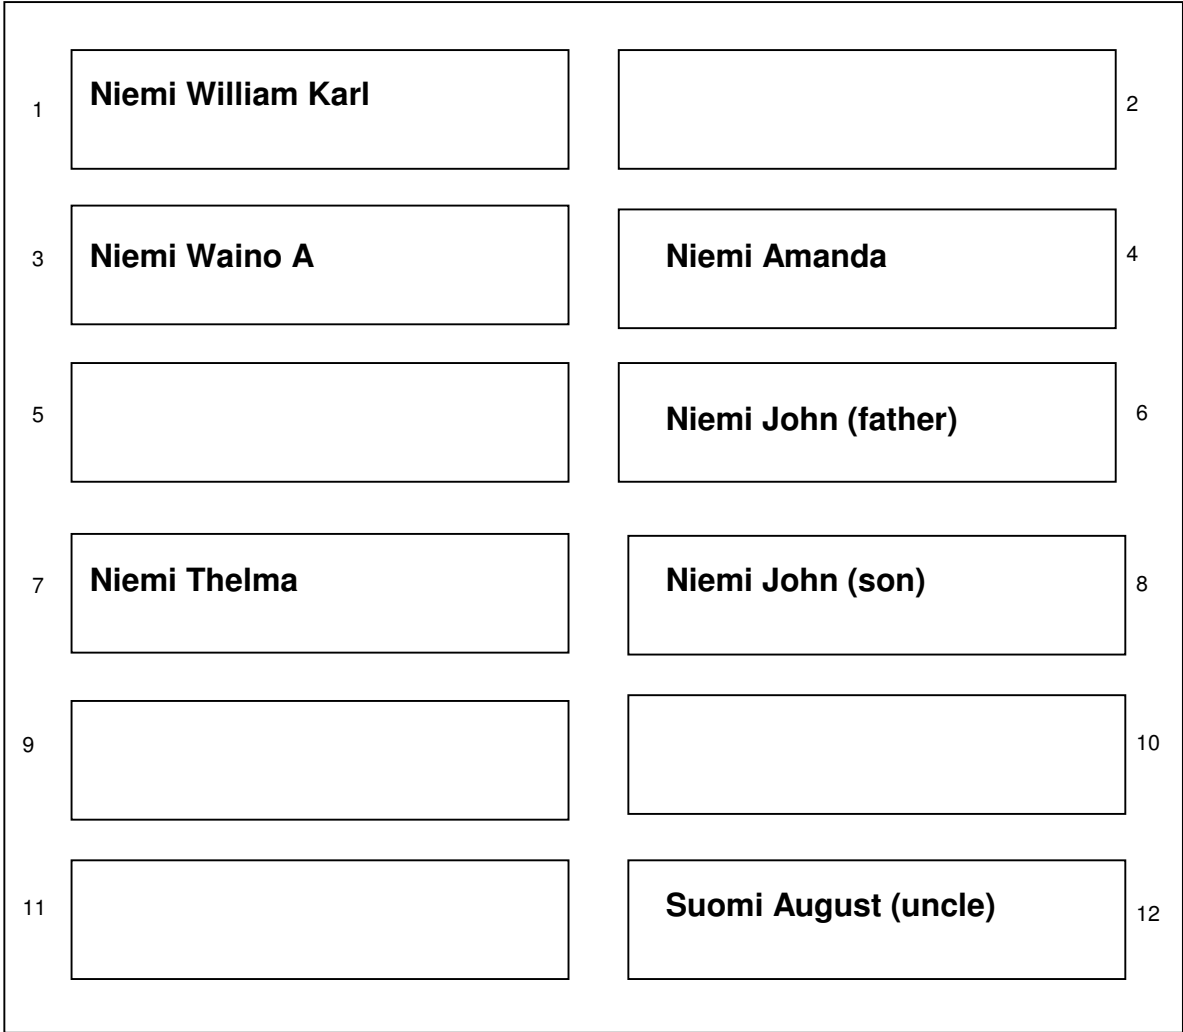 1 Niemi William Karl 2
3 Niemi Waino A Niemi Amanda 4
5 Niemi John (father) 6
7 Niemi Thelma Niemi John (son) 8
9 10
11 Suomi August (uncle) 12